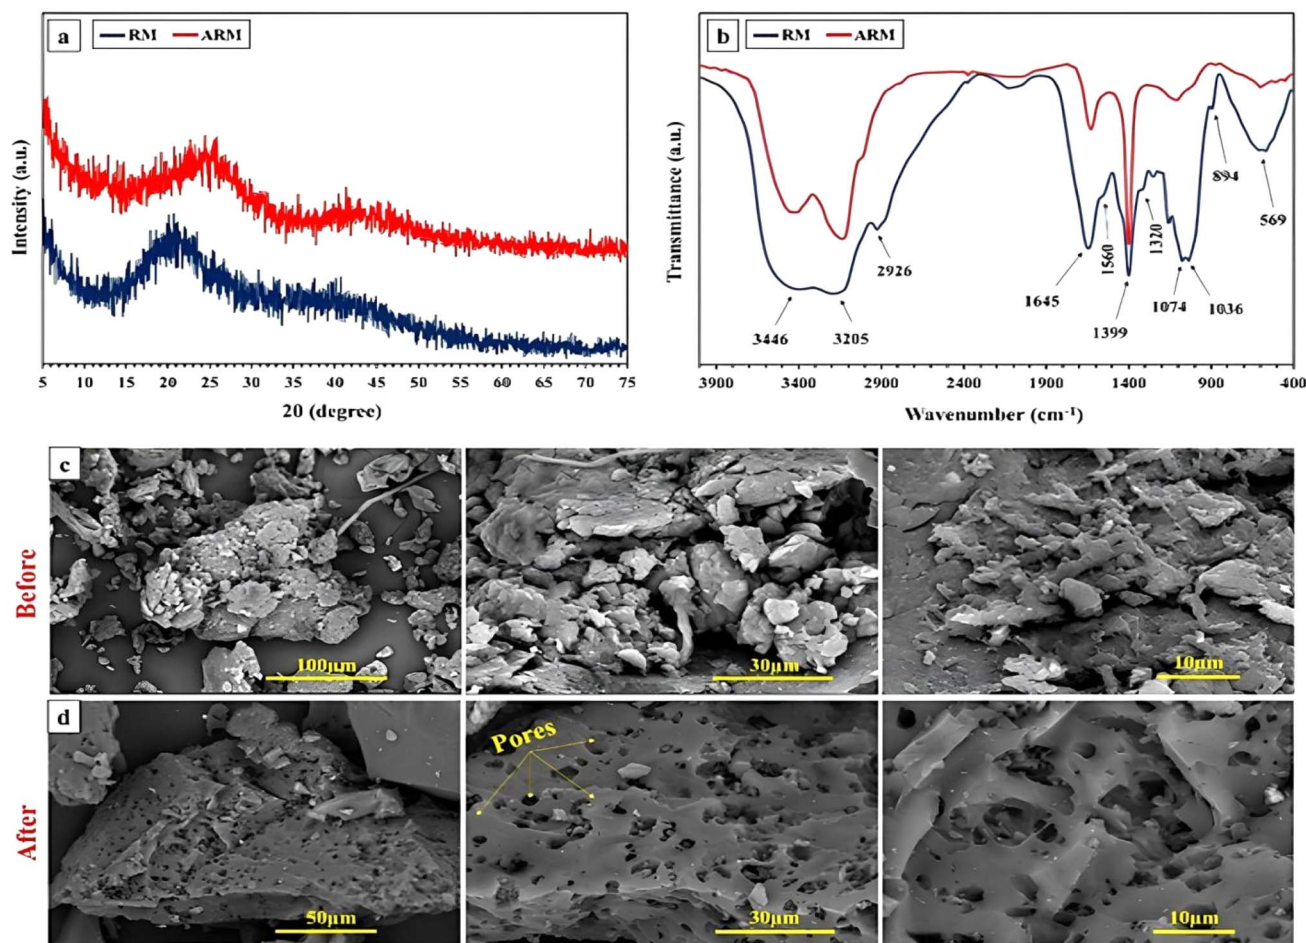 a
RM ARM
Intensity (a.u.)
5 10 15 20 25 30 35 40 45 50 55 60 65 70 75
2θ (degree)
b
RM ARM
Transmittance (a.u.)
2926
894
569
1560
1320
1645
1074
1036
3446
3205
1399
3900 3400 2900 2400 1900 1400 900 400
Wavenumber (cm⁻¹)
Before
c
100μm
30μm
10μm
After
d
Pores
50μm
30μm
10μm